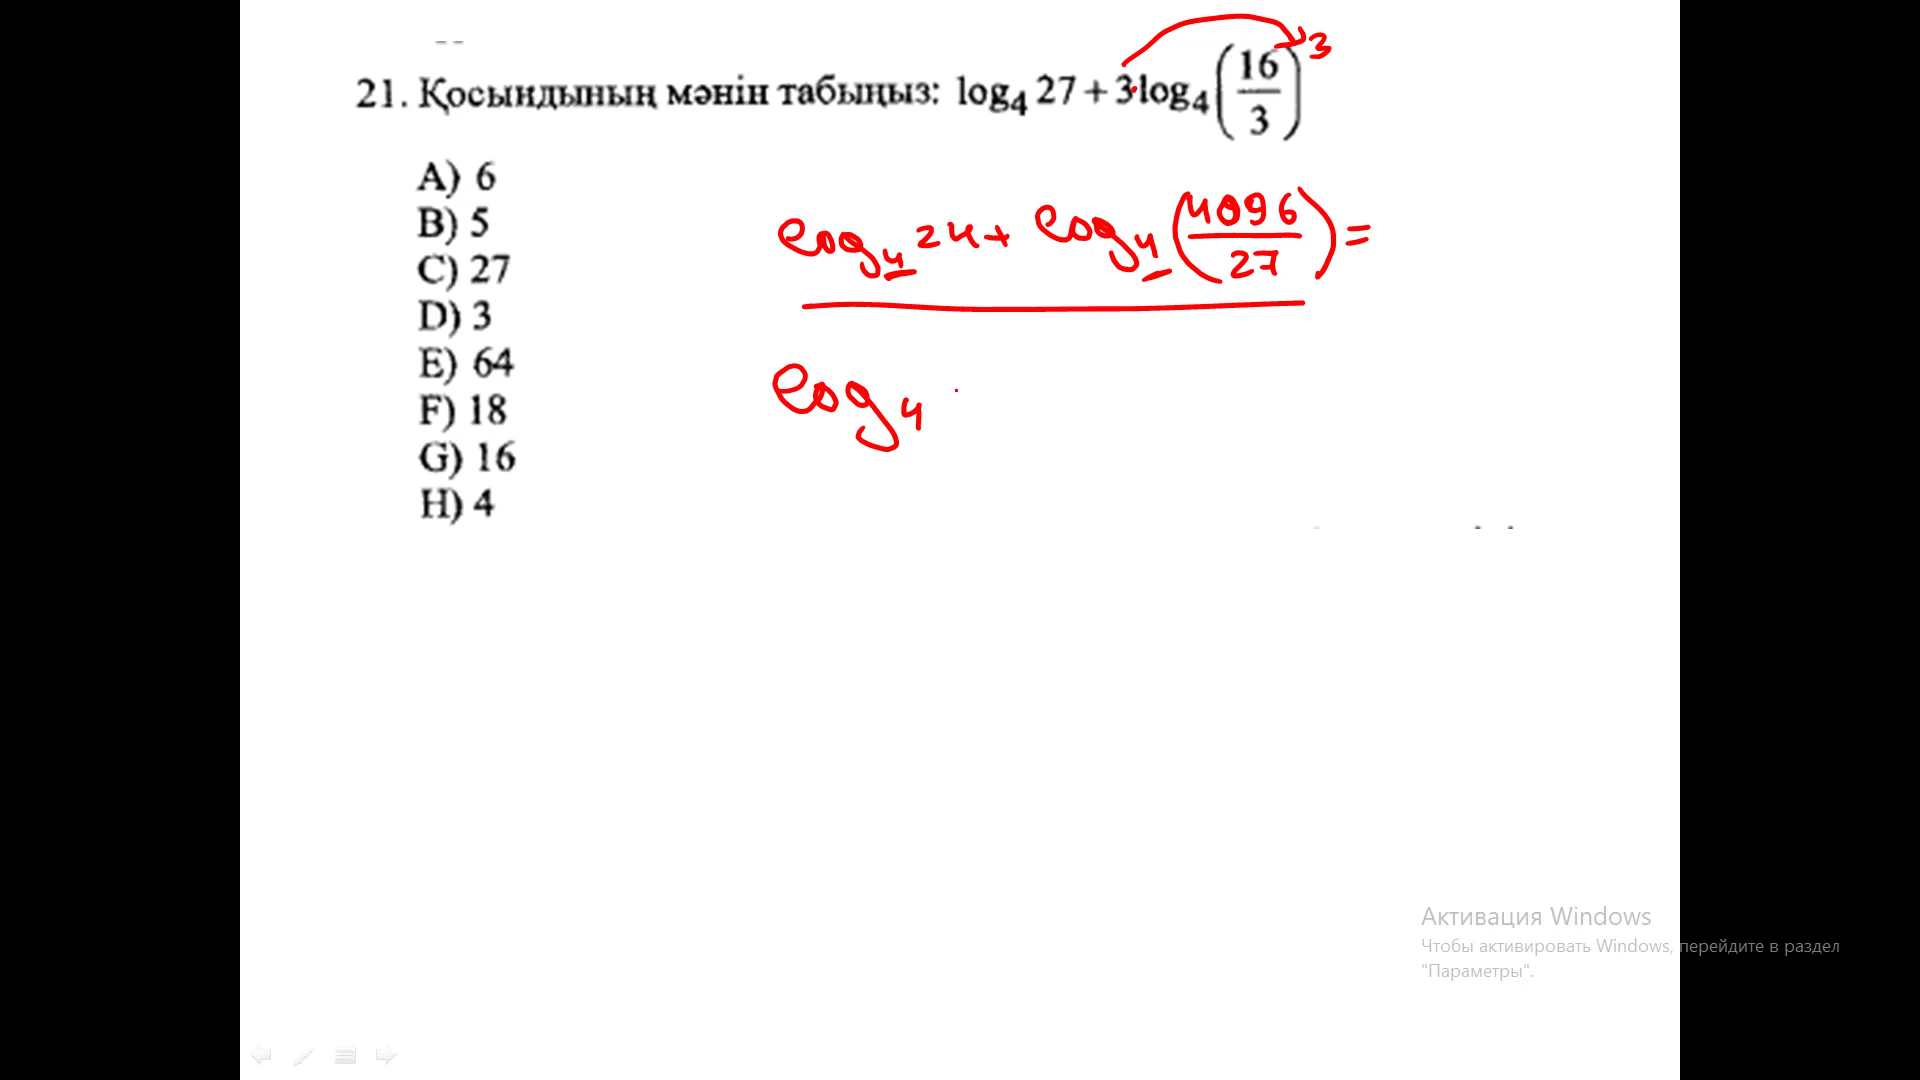 21. Қосындының мәнін табыңыз: log₄ 27 + 3log₄ (16/3) 3
A) 6
B) 5
C) 27
D) 3
E) 64
F) 18
G) 16
H) 4
log₄ 24 + log₄ (4096/27) =
log₄
Активация Windows
Чтобы активировать Windows, перейдите в раздел
"Параметры".